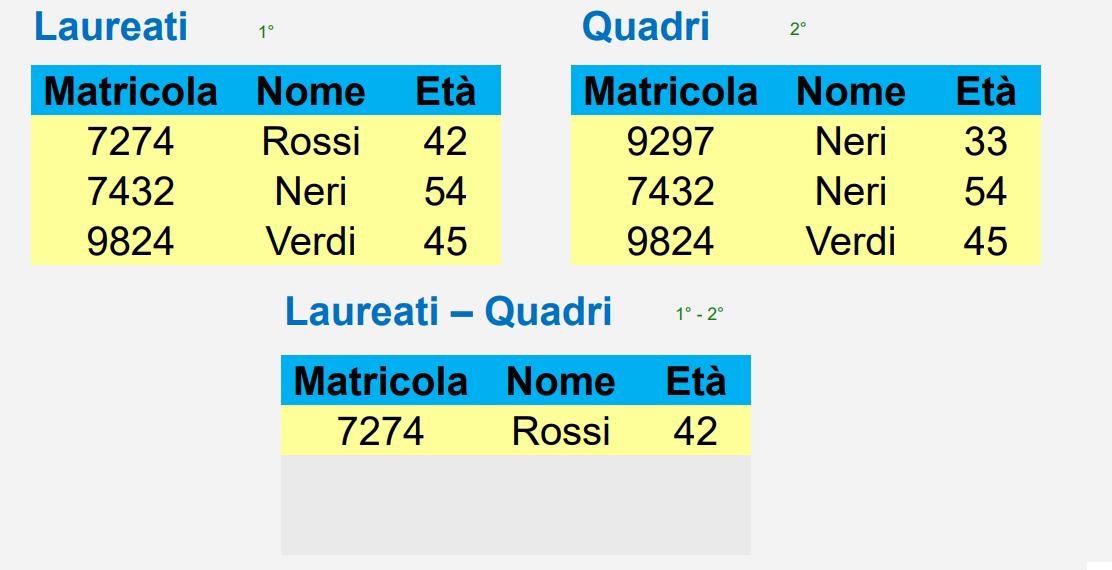 Laureati 1° Quadri 2°
Matricola Nome Età Matricola Nome Età
7274 Rossi 42 9297 Neri 33
7432 Neri 54 7432 Neri 54
9824 Verdi 45 9824 Verdi 45
Laureati – Quadri 1° - 2°
Matricola Nome Età
7274 Rossi 42